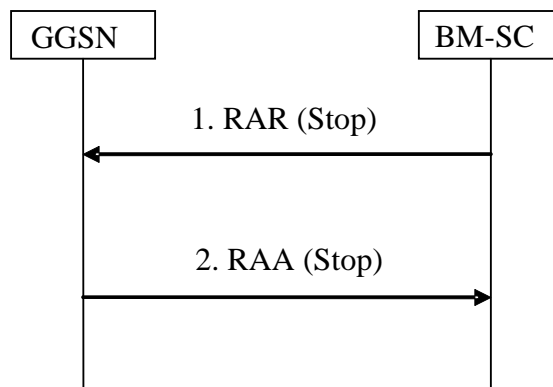 GGSN
BM-SC
1. RAR (Stop)
2. RAA (Stop)